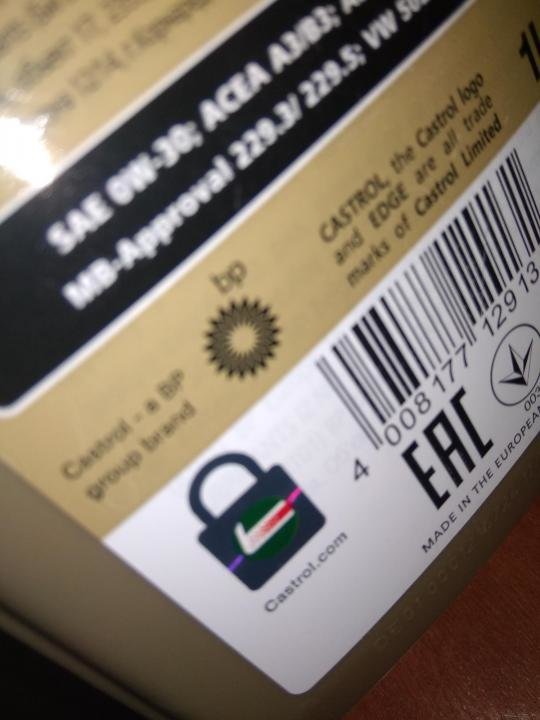 SAE 0W-30; ACEA A3/B3; A
MB-Approval 229.3/ 229.5; VW 50
1L
CASTROL, the Castrol logo
and EDGE are all trade
marks of Castrol Limited
bp
Castrol - a BP
group brand
4 008177 12913
EAC
003
MADE IN THE EUROPEAN
Castrol.com